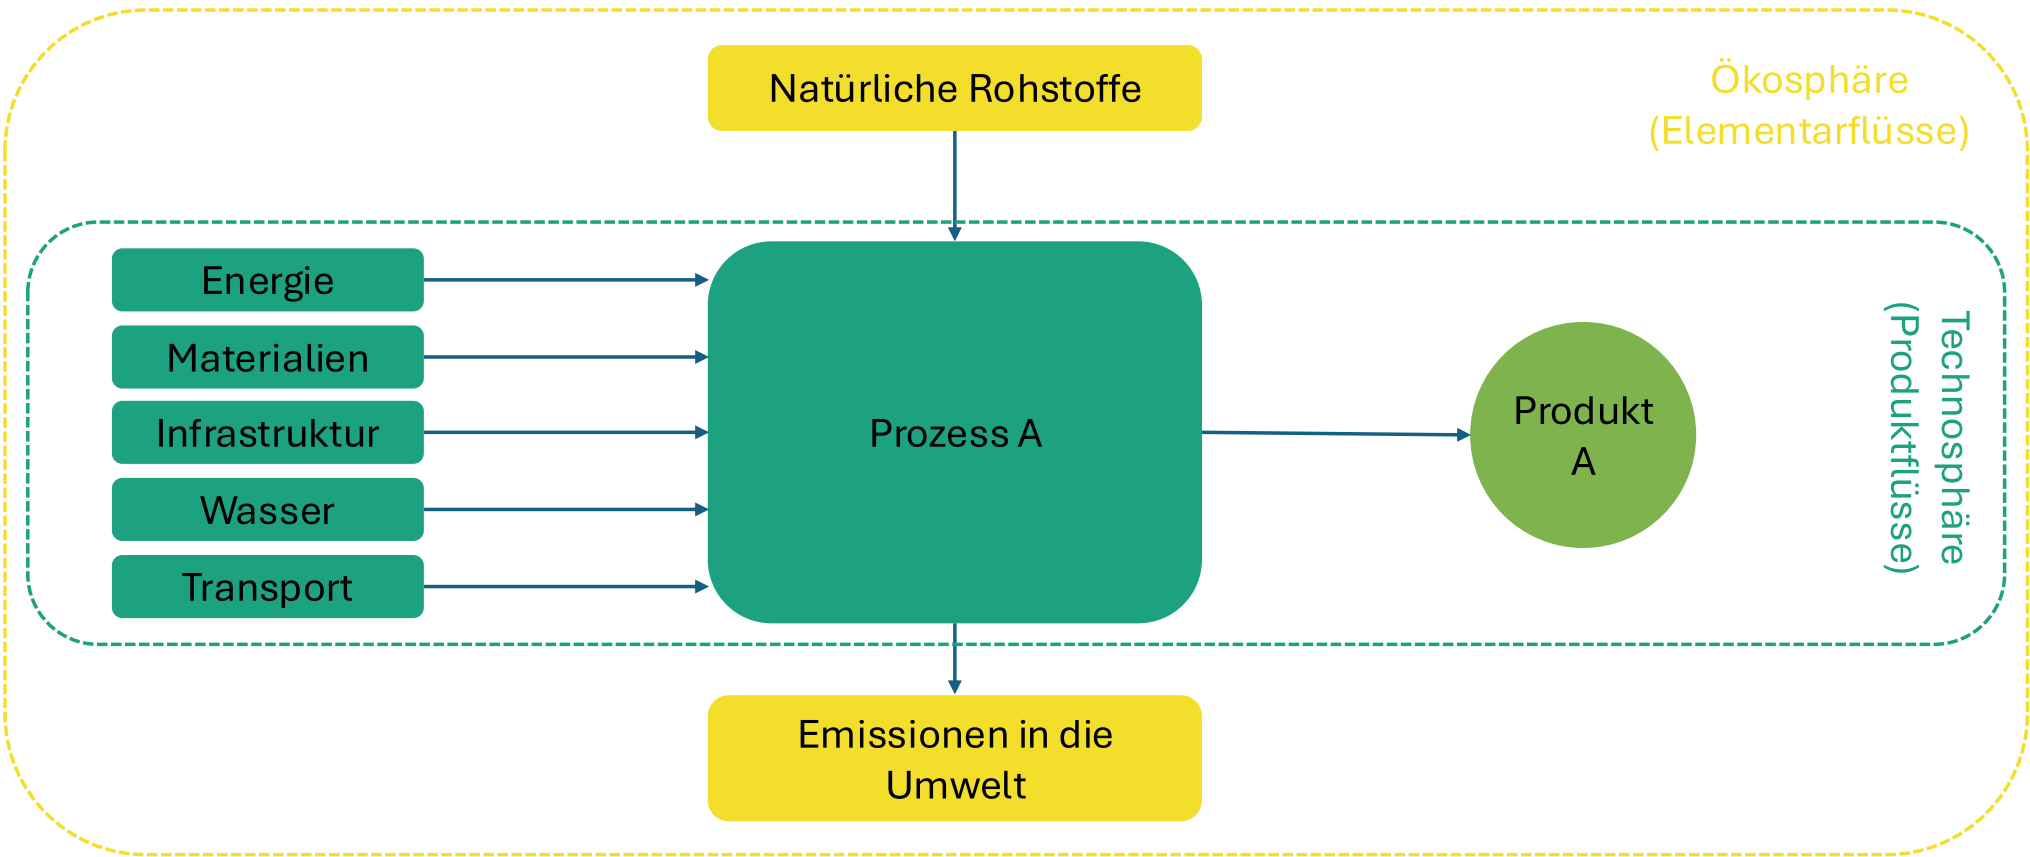 Natürliche Rohstoffe
Ökosphäre
(Elementarflüsse)
Energie
Materialien
Infrastruktur
Wasser
Transport
Prozess A
Produkt
A
Technosphäre
(Produktflüsse)
Emissionen in die
Umwelt